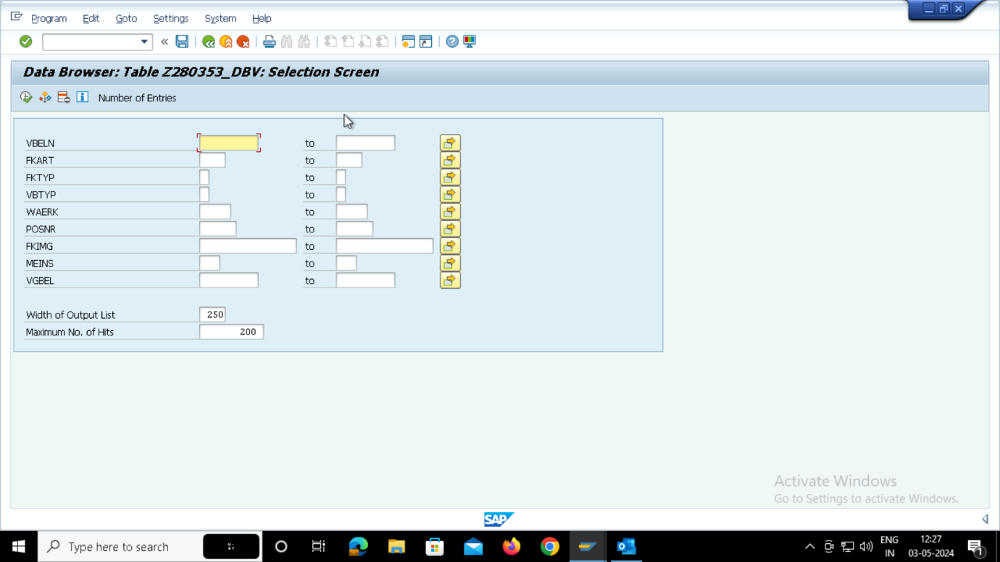 Program Edit Goto Settings System Help
Data Browser: Table Z280353_DBV: Selection Screen
Number of Entries
VBELN to
FKART to
FKTYP to
VBTYP to
WAERK to
POSNR to
FKIMG to
MEINS to
VGBEL to
Width of Output List 250
Maximum No. of Hits 200
Activate Windows
Go to Settings to activate Windows.
SAP
Type here to search
ENG 12:27
IN 03-05-2024
1